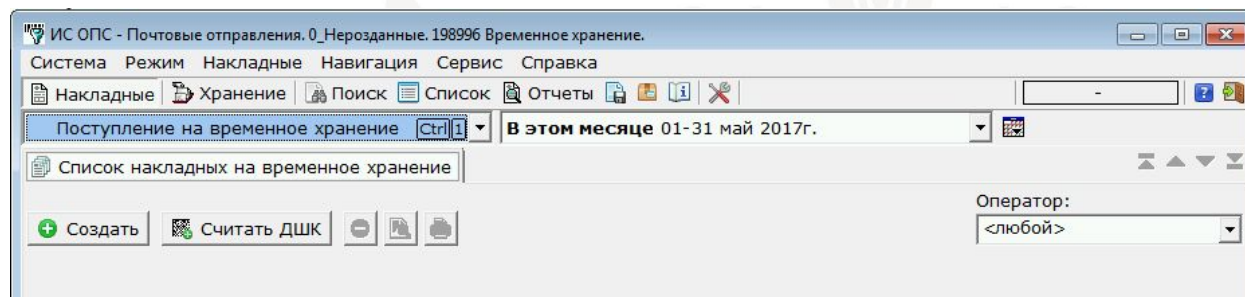 ИС ОПС - Почтовые отправления. 0_Нерозданные. 198996 Временное хранение.
Система Режим Накладные Навигация Сервис Справка
Накладные Хранение Поиск Список Отчеты -
Поступление на временное хранение Ctrl 1 В этом месяце 01-31 май 2017г.
Список накладных на временное хранение
Оператор:
Создать Считать ДШК <любой>